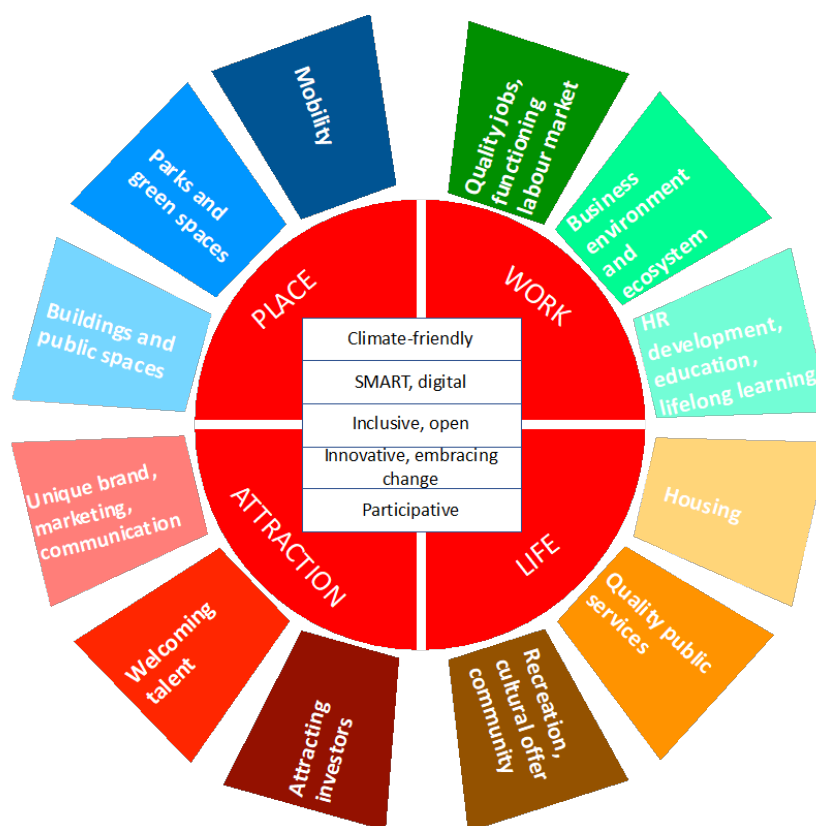 Mobility
Quality jobs,
functioning
labour market
Parks and
green spaces
Business
environment
and
ecosystem
Buildings and
public spaces
HR
development,
education,
lifelong learning
PLACE
WORK
Climate-friendly
SMART, digital
Inclusive, open
Innovative, embracing
change
Participative
ATTRACTION
LIFE
Unique brand,
marketing,
communication
Housing
Welcoming
talent
Quality public
services
Attracting
investors
Recreation,
cultural offer
community